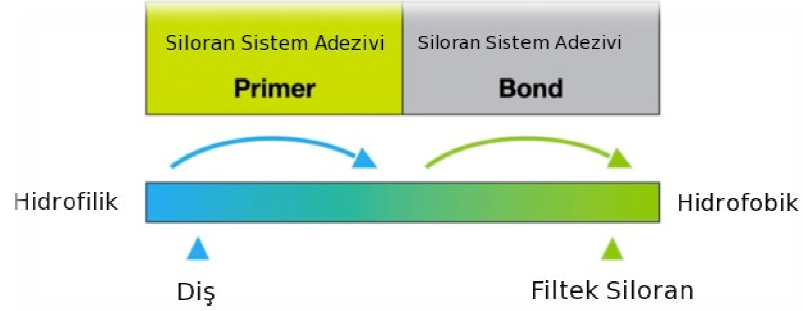 Siloran Sistem Adezivi
Primer
Siloran Sistem Adezivi
Bond
Hidrofilik
Hidrofobik
Diş
Filtek Siloran